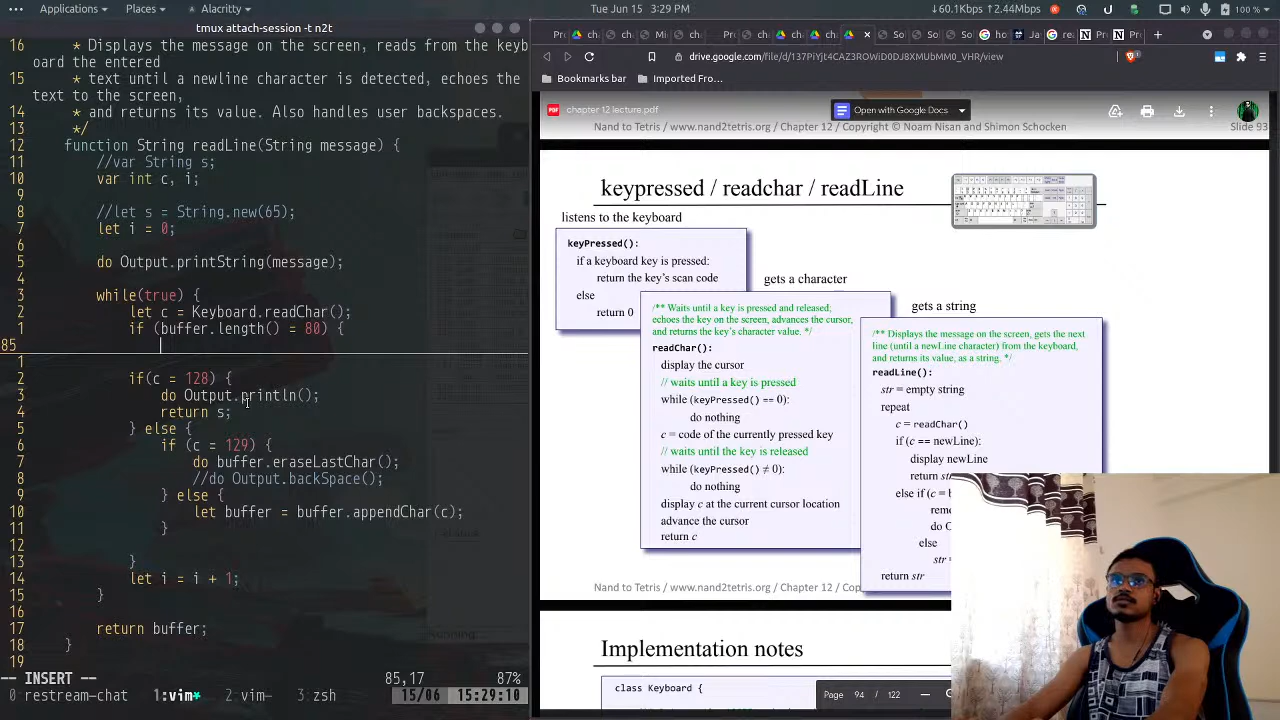 Applications
Places
Alacritty
Tue Jun 15 3:29 PM
↓60.1Kbps ↑2.44Mbps
100 %
tmux attach-session -t n2t
16 * Displays the message on the screen, reads from the keyb
oard the entered
15 * text until a newline character is detected, echoes the
text to the screen,
14 * and returns its value. Also handles user backspaces.
13 */
12 function String readLine(String message) {
11 //var String s;
10 var int c, i;
9
8 //let s = String.new(65);
7 let i = 0;
6
5 do Output.printString(message);
4
3 while(true) {
2 let c = Keyboard.readChar();
1 if (buffer.length() = 80) {
1
2 if(c = 128) {
3 do Output.println();
4 return s;
5 } else {
6 if (c = 129) {
7 do buffer.eraseLastChar();
8 //do Output.backSpace();
9 } else {
10 let buffer = buffer.appendChar(c);
11 }
12
13 }
14 let i = i + 1;
15 }
16
17 return buffer;
18 }
19
-- INSERT --
85,17
87%
0 restream-chat 1:vim* 2 vim- 3 zsh
15/06 15:29:10
drive.google.com/file/d/137PiYjt4CAZ3ROWiD0DJ8XMUbMM0_VHR/view
Bookmarks bar
Imported Fro...
PDF
chapter 12 lecture.pdf
Open with Google Docs
Nand to Tetris / www.nand2tetris.org / Chapter 12 / Copyright © Noam Nisan and Shimon Schocken
Slide 93
keypressed / readchar / readLine
listens to the keyboard
keyPressed():
if a keyboard key is pressed:
return the key's scan code
else
return 0
gets a character
/** Waits until a key is pressed and released;
echoes the key on the screen, advances the cursor,
and returns the key's character value. */
readChar():
display the cursor
// waits until a key is pressed
while (keyPressed() == 0):
do nothing
c = code of the currently pressed key
// waits until the key is released
while (keyPressed() ≠ 0):
do nothing
display c at the current cursor location
advance the cursor
return c
gets a string
/** Displays the message on the screen, gets the next
line (until a newLine character) from the keyboard,
and returns its value, as a string. */
readLine():
str = empty string
repeat
c = readChar()
if (c == newLine):
display newLine
return str
else if (c = b
reme
do O
else
str =
return str
Nand to Tetris / www.nand2tetris.org / Chapter 12 / Co
Implementation notes
class Keyboard {
Page 94 / 122